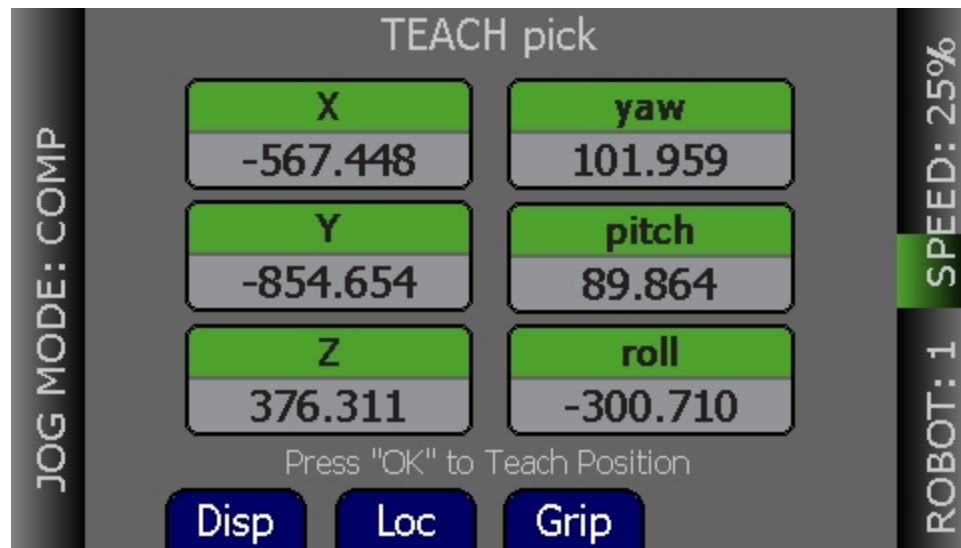 TEACH pick
JOG MODE: COMP
X
-567.448
yaw
101.959
Y
-854.654
pitch
89.864
Z
376.311
roll
-300.710
SPEED: 25%
ROBOT: 1
Press "OK" to Teach Position
Disp
Loc
Grip